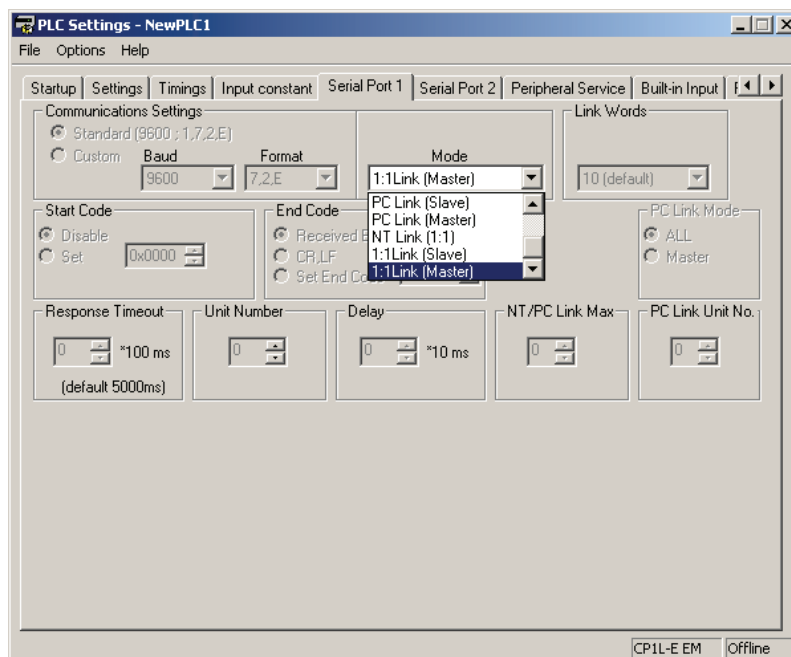 PLC Settings - NewPLC1
File Options Help
Startup Settings Timings Input constant Serial Port 1 Serial Port 2 Peripheral Service Built-in Input
Communications Settings
Standard (9600 ; 1,7,2,E)
Custom Baud Format
9600 7,2,E
Mode
1:1Link (Master)
PC Link (Slave)
PC Link (Master)
NT Link (1:1)
1:1Link (Slave)
1:1Link (Master)
Link Words
10 (default)
Start Code
Disable
Set 0x0000
End Code
Received
CR,LF
Set End
PC Link Mode
ALL
Master
Response Timeout
0 *100 ms
(default 5000ms)
Unit Number
0
Delay
0 *10 ms
NT/PC Link Max
0
PC Link Unit No.
0
CP1L-E EM Offline